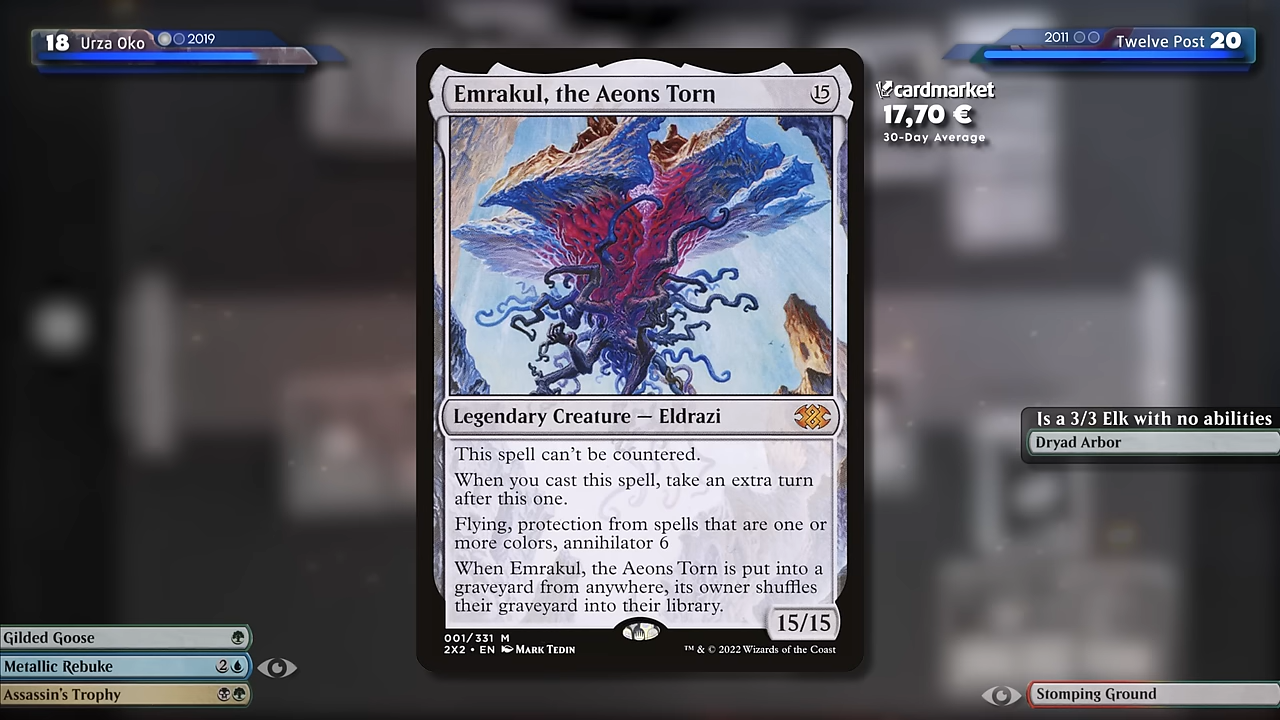 18 Urza Oko 2019
2011 Twelve Post 20
Emrakul, the Aeons Torn 15
cardmarket
17,70 €
30-Day Average
Legendary Creature — Eldrazi
This spell can't be countered.
When you cast this spell, take an extra turn
after this one.
Flying, protection from spells that are one or
more colors, annihilator 6
When Emrakul, the Aeons Torn is put into a
graveyard from anywhere, its owner shuffles
their graveyard into their library.
15/15
001/331 M
2X2 • EN Mark Tedin
™ & © 2022 Wizards of the Coast
Is a 3/3 Elk with no abilities
Dryad Arbor
Gilded Goose
Metallic Rebuke 2
Assassin's Trophy
Stomping Ground